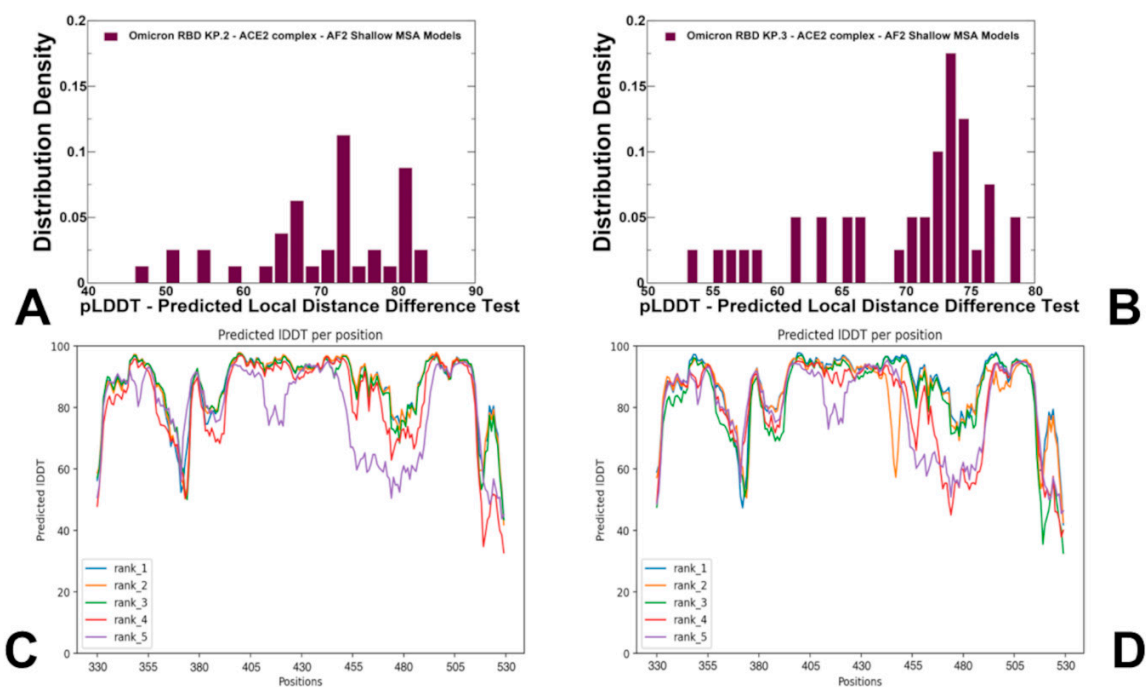 0.2
Omicron RBD KP.2 - ACE2 complex - AF2 Shallow MSA Models
0.15
0.1
0.05
0
Distribution Density
40 50 60 70 80 90
pLDDT - Predicted Local Distance Difference Test
A
0.2
Omicron RBD KP.3 - ACE2 complex - AF2 Shallow MSA Models
0.15
0.1
0.05
0
Distribution Density
50 55 60 65 70 75 80
pLDDT - Predicted Local Distance Difference Test
B
Predicted lDDT per position
100
80
60
40
20
0
Predicted lDDT
rank_1
rank_2
rank_3
rank_4
rank_5
330 355 380 405 430 455 480 505 530
Positions
C
Predicted lDDT per position
100
80
60
40
20
0
Predicted lDDT
rank_1
rank_2
rank_3
rank_4
rank_5
330 355 380 405 430 455 480 505 530
Positions
D